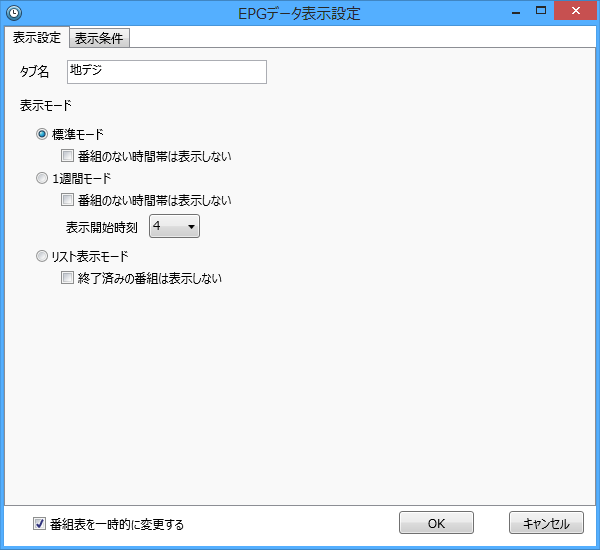 EPGデータ表示設定
表示設定 表示条件
タブ名 地デジ
表示モード
標準モード
番組のない時間帯は表示しない
1週間モード
番組のない時間帯は表示しない
表示開始時刻 4
リスト表示モード
終了済みの番組は表示しない
番組表を一時的に変更する OK キャンセル